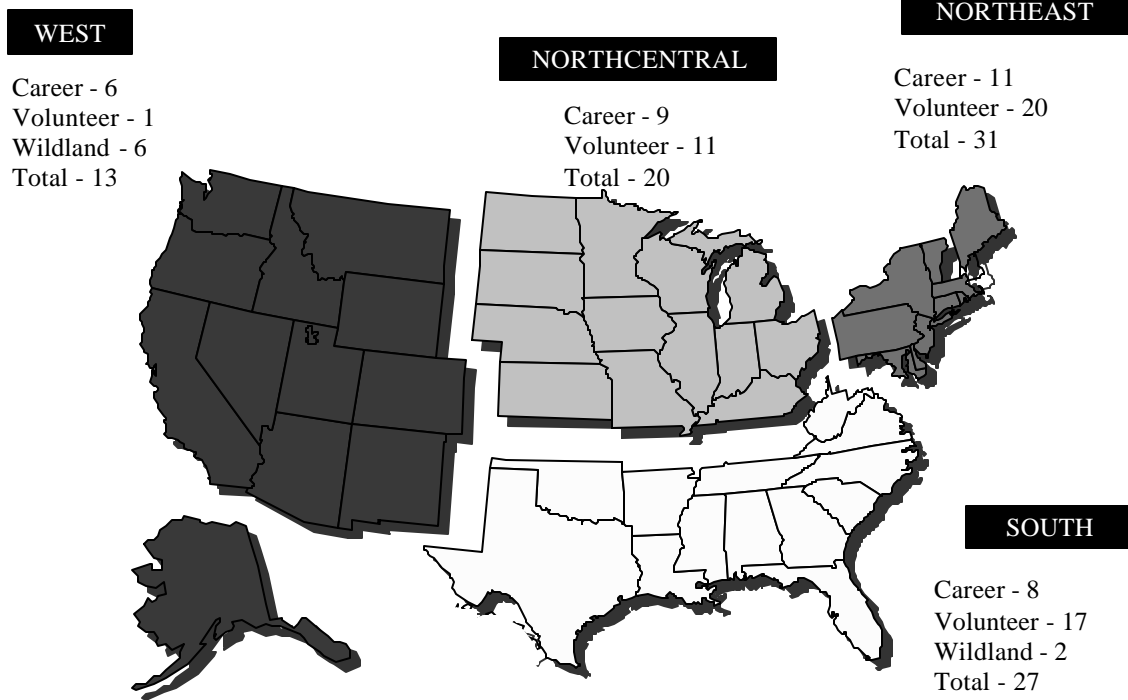 WEST
Career - 6
Volunteer - 1
Wildland - 6
Total - 13
NORTHCENTRAL
Career - 9
Volunteer - 11
Total - 20
NORTHEAST
Career - 11
Volunteer - 20
Total - 31
SOUTH
Career - 8
Volunteer - 17
Wildland - 2
Total - 27